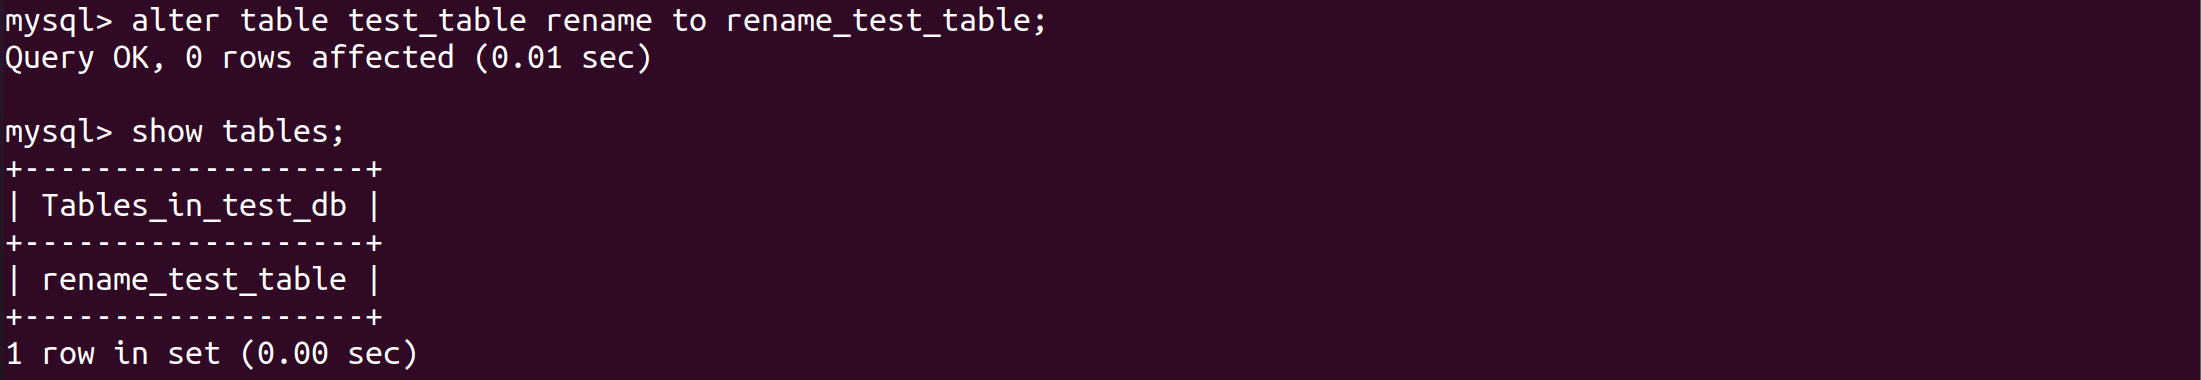 mysql> alter table test_table rename to rename_test_table;
Query OK, 0 rows affected (0.01 sec)

mysql> show tables;
+-------------------+
| Tables_in_test_db |
+-------------------+
| rename_test_table |
+-------------------+
1 row in set (0.00 sec)